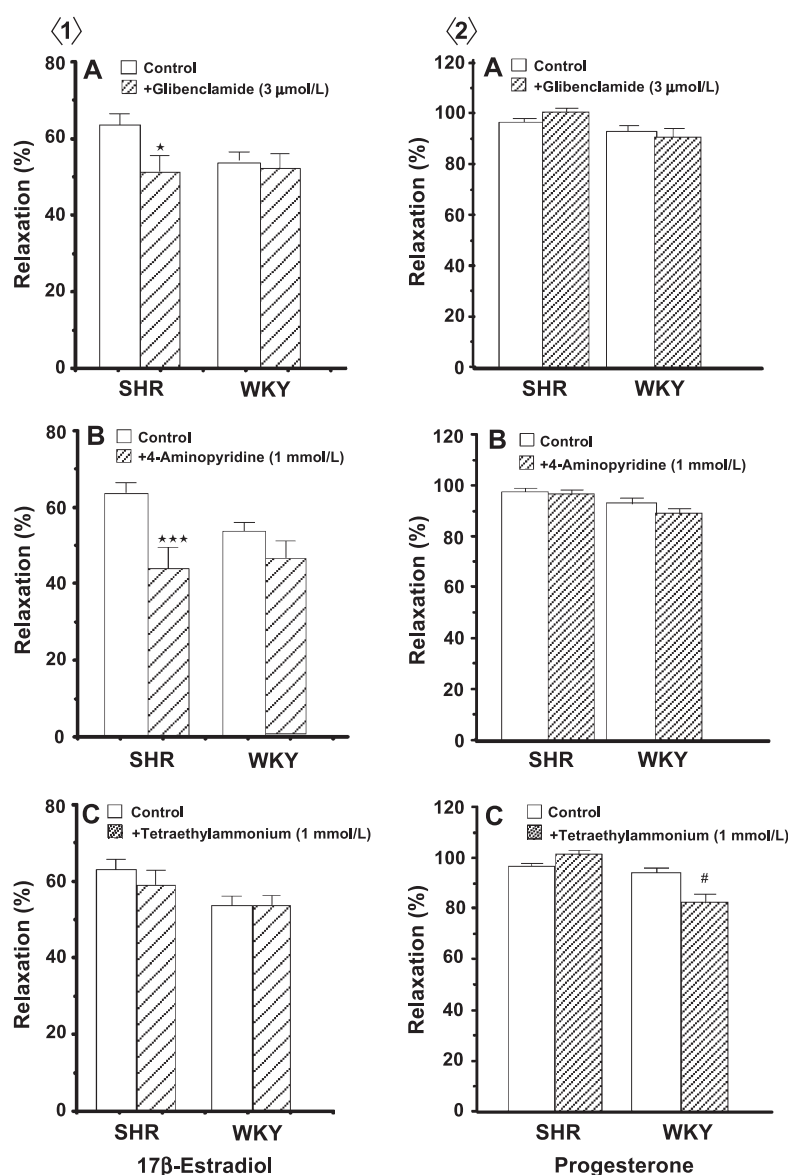 ⟨1⟩
A
Control
+Glibenclamide (3 µmol/L)
80
60
40
20
0
Relaxation (%)
★
SHR WKY
B
Control
+4-Aminopyridine (1 mmol/L)
80
60
40
20
0
Relaxation (%)
★★★
SHR WKY
C
Control
+Tetraethylammonium (1 mmol/L)
80
60
40
20
0
Relaxation (%)
SHR WKY
17β-Estradiol
⟨2⟩
A
Control
+Glibenclamide (3 µmol/L)
120
100
80
60
40
20
0
Relaxation (%)
SHR WKY
B
Control
+4-Aminopyridine (1 mmol/L)
120
100
80
60
40
20
0
Relaxation (%)
SHR WKY
C
Control
+Tetraethylammonium (1 mmol/L)
120
100
80
60
40
20
0
Relaxation (%)
#
SHR WKY
Progesterone